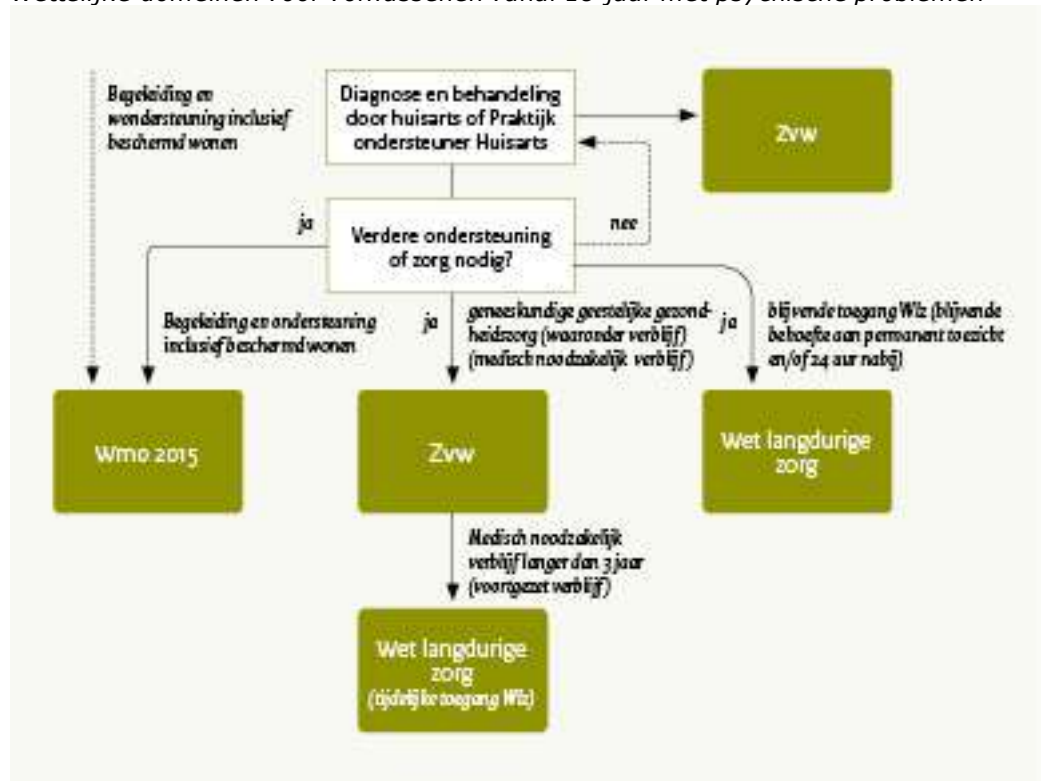 Wettelijke domeinen voor volwassenen vanaf 18 jaar met psychische problemen
Begeleiding en
wondersteuning inclusief
beschermd wonen
Diagnose en behandeling
door huisarts of Praktijk
ondersteuner Huisarts
Zvw
ja
nee
Verdere ondersteuning
of zorg nodig?
Begeleiding en ondersteuning
inclusief beschermd wonen
ja
geneeskundige geestelijke gezond-
heidszorg (waaronder verblijf)
(medisch noodzakelijk verblijf)
ja
blijvende toegang Wlz (blijvende
behoefte aan permanent toezicht
en/of 24 uur nabij)
Wmo 2015
Zvw
Wet langdurige
zorg
Medisch noodzakelijk
verblijf langer dan 3 jaar
(voortgezet verblijf)
Wet langdurige
zorg
(tijdelijke toegang Wlz)